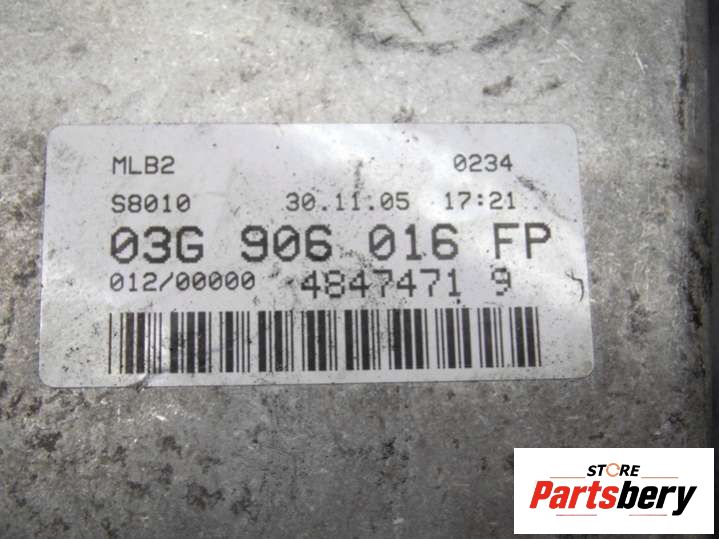 MLB2 0234
S8010 30.11.05 17:21
03G 906 016 FP
012/00000 4847471 9
STORE
Partsbery